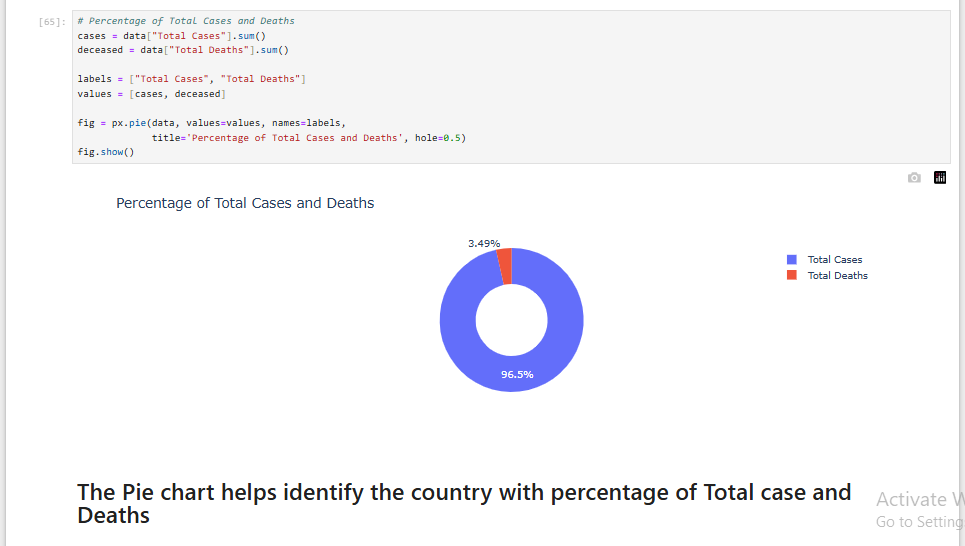 [65]: # Percentage of Total Cases and Deaths
cases = data["Total Cases"].sum()
deceased = data["Total Deaths"].sum()
labels = ["Total Cases", "Total Deaths"]
values = [cases, deceased]
fig = px.pie(data, values=values, names=labels,
title='Percentage of Total Cases and Deaths', hole=0.5)
fig.show()
Percentage of Total Cases and Deaths
3.49%
Total Cases
Total Deaths
96.5%
The Pie chart helps identify the country with percentage of Total case and
Deaths
Activate W
Go to Setting